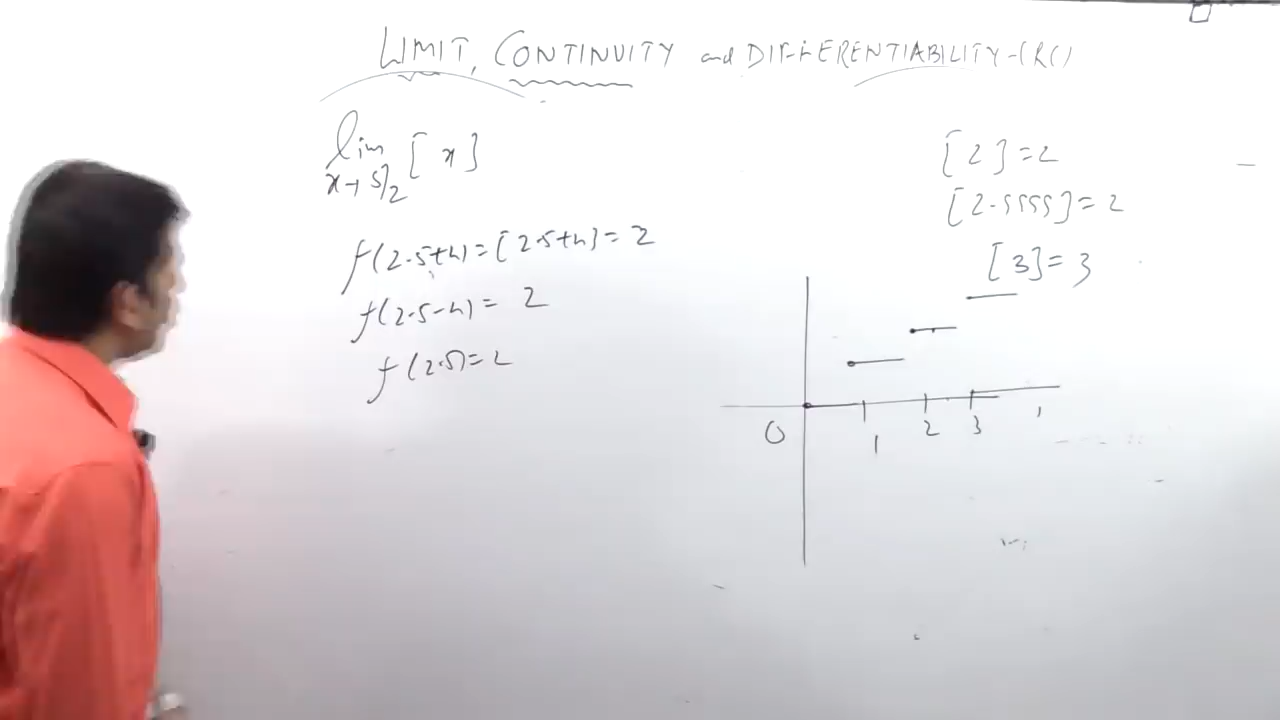 LIMIT, CONTINUITY and DIFFERENTIABILITY-(RC)
lim x→5/2 [x]
f(2.5+h)=[2.5+h]=2
f(2.5-h)=2
f(2.5)=2
[2]=2
[2.5555]=2
[3]=3
0 1 2 3